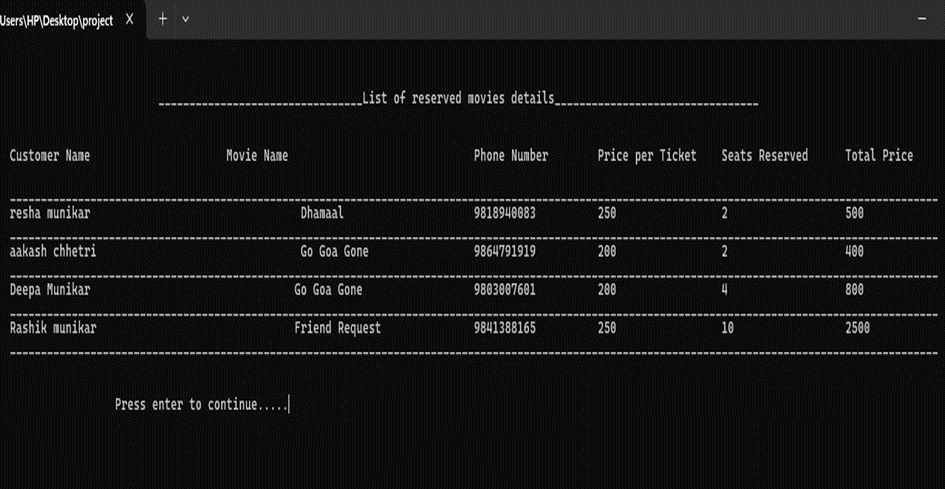 Users\HP\Desktop\project X + v −
_________________________________List of reserved movies details_________________________________
Customer Name Movie Name Phone Number Price per Ticket Seats Reserved Total Price
resha munikar Dhamaal 9818940083 250 2 500
aakash chhetri Go Goa Gone 9864791919 200 2 400
Deepa Munikar Go Goa Gone 9803007601 200 4 800
Rashik munikar Friend Request 9841388165 250 10 2500
Press enter to continue.....